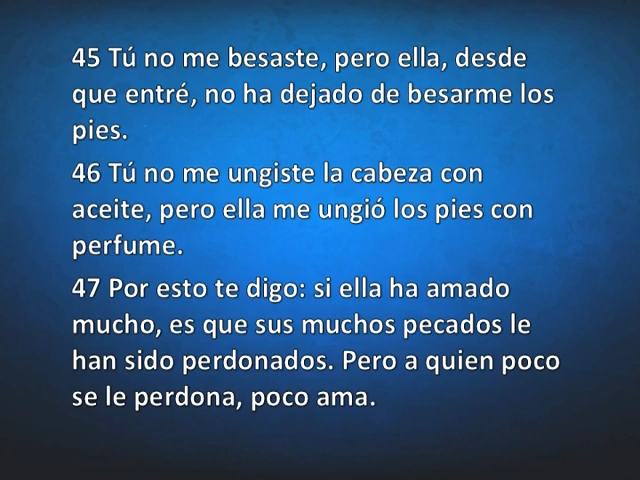 45 Tú no me besaste, pero ella, desde
que entré, no ha dejado de besarme los
pies.
46 Tú no me ungiste la cabeza con
aceite, pero ella me ungió los pies con
perfume.
47 Por esto te digo: si ella ha amado
mucho, es que sus muchos pecados le
han sido perdonados. Pero a quien poco
se le perdona, poco ama.